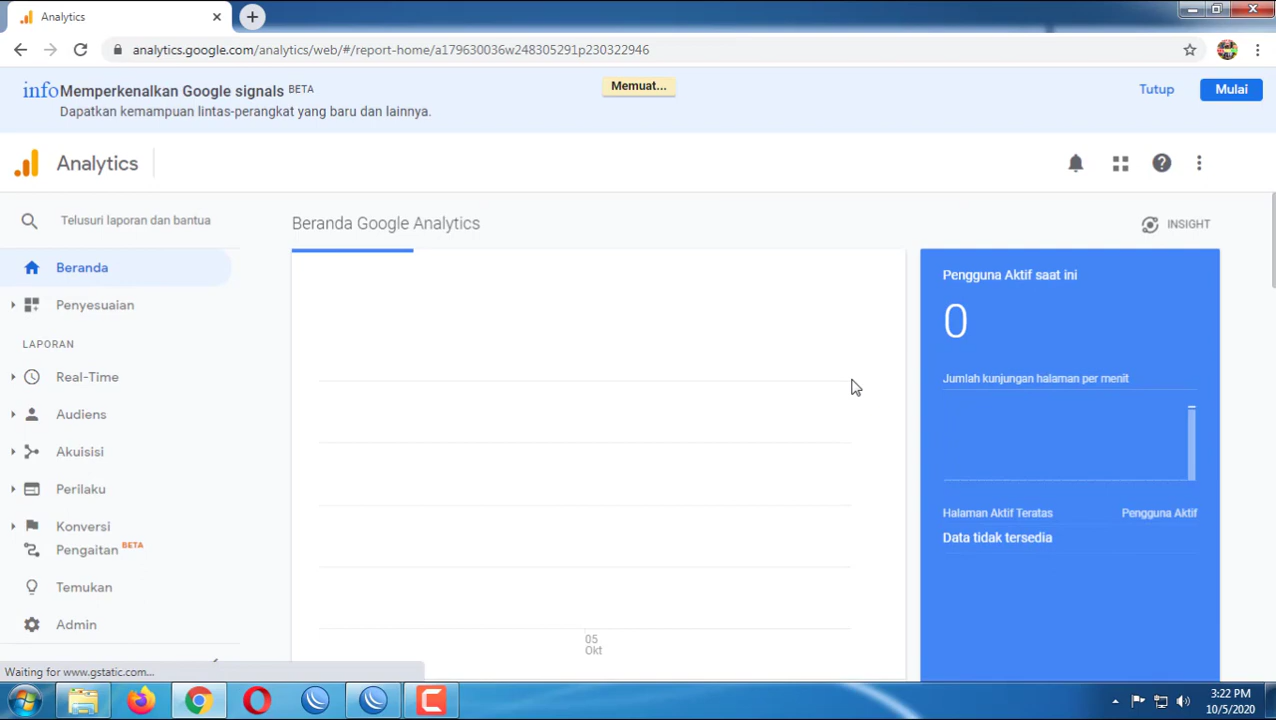 Analytics
analytics.google.com/analytics/web/#/report-home/a179630036w248305291p230322946
info Memperkenalkan Google signals BETA
Dapatkan kemampuan lintas-perangkat yang baru dan lainnya.
Memuat...
Tutup
Mulai
Analytics
Telusuri laporan dan bantua
Beranda Google Analytics
INSIGHT
Beranda
Penyesuaian
LAPORAN
Real-Time
Audiens
Akuisisi
Perilaku
Konversi
Pengaitan BETA
Temukan
Admin
05
Okt
Pengguna Aktif saat ini
0
Jumlah kunjungan halaman per menit
Halaman Aktif Teratas
Pengguna Aktif
Data tidak tersedia
Waiting for www.gstatic.com...
3:22 PM
10/5/2020